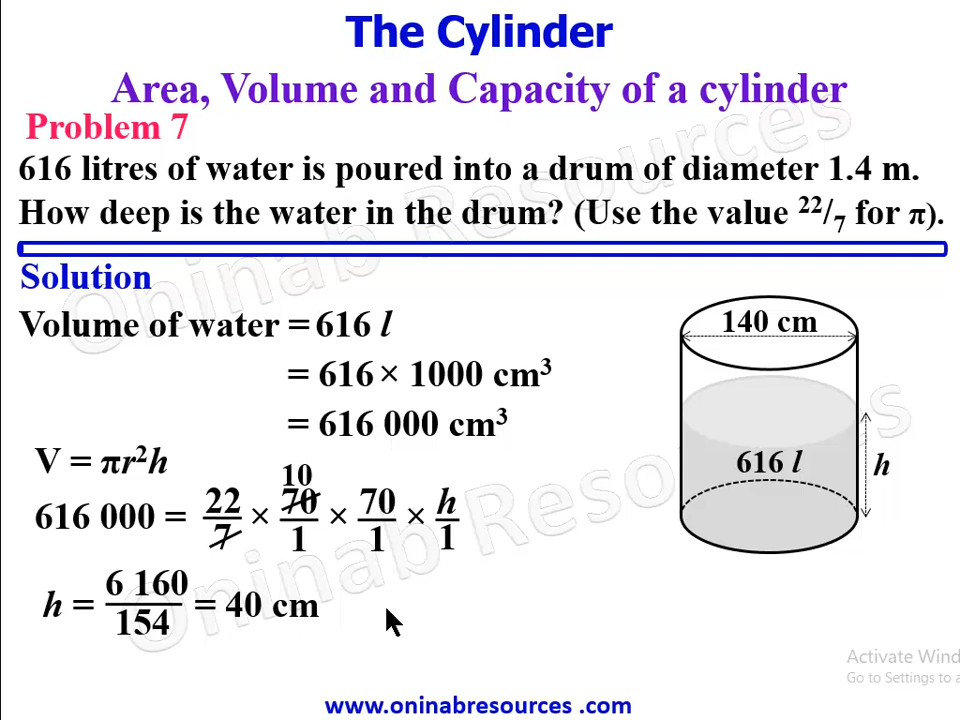 The Cylinder
Area, Volume and Capacity of a cylinder
Problem 7
616 litres of water is poured into a drum of diameter 1.4 m.
How deep is the water in the drum? (Use the value ²²/₇ for π).
Solution
Volume of water = 616 l
= 616 × 1000 cm³
= 616 000 cm³
V = πr²h
10
616 000 = 22/7 × 70/1 × 70/1 × h/1
h = 6 160/154 = 40 cm
140 cm
616 l
h
Oninab Resources
Oninab Resources
Activate Wind
Go to Settings to a
www.oninabresources .com